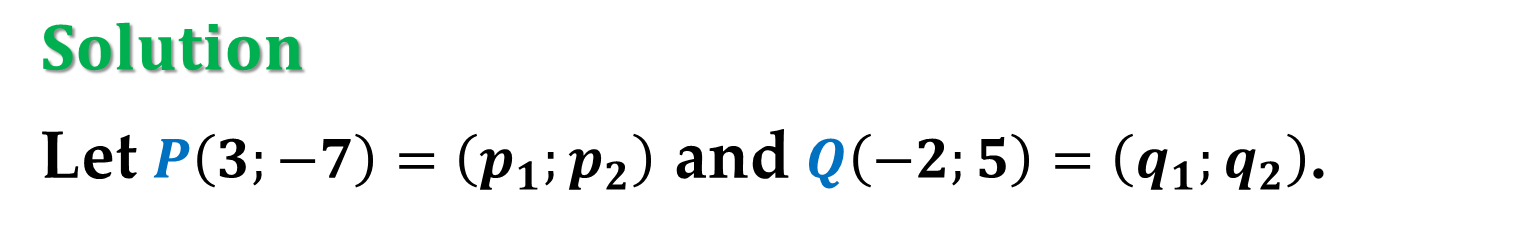 Solution
Let P(3; −7) = (p₁; p₂) and Q(−2; 5) = (q₁; q₂).